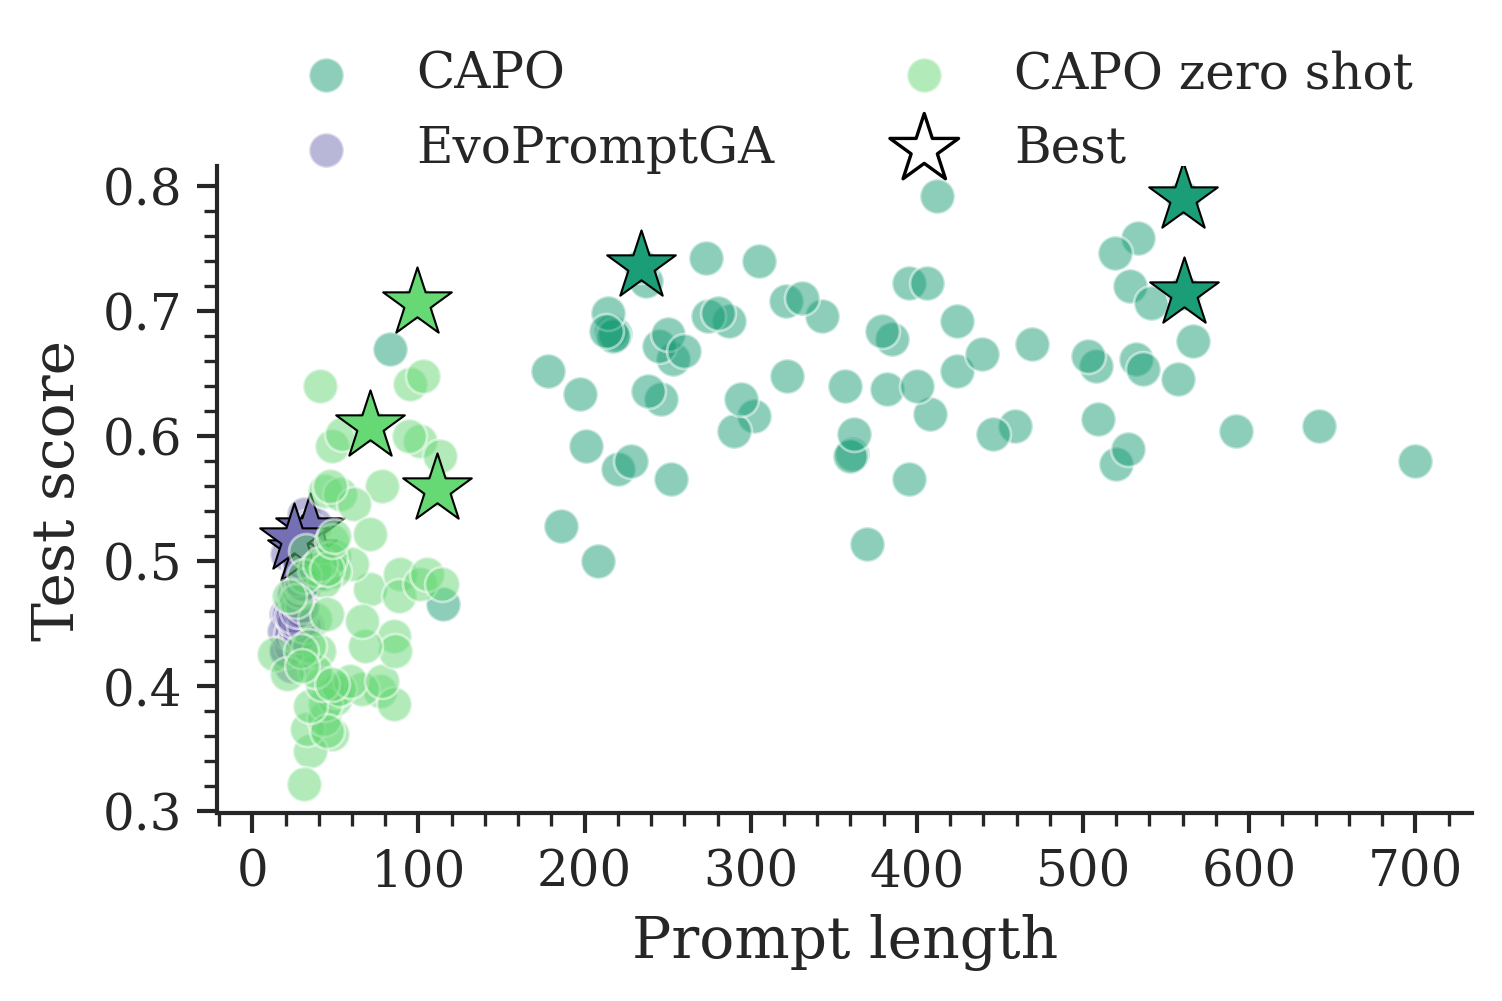 CAPO
CAPO zero shot
EvoPromptGA
Best
Test score
0.8
0.7
0.6
0.5
0.4
0.3
0 100 200 300 400 500 600 700
Prompt length